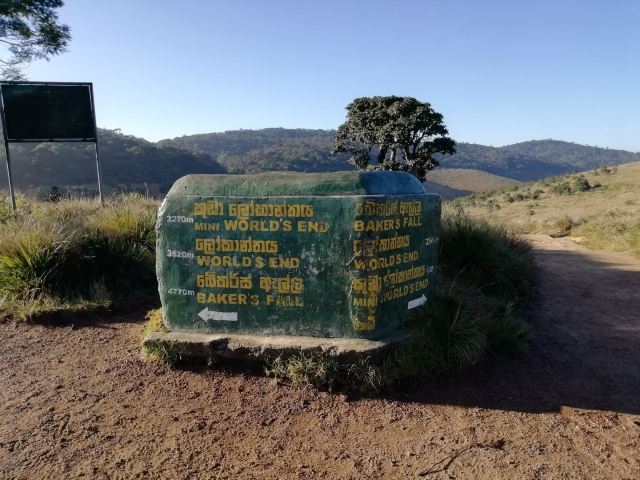 2270m කුඩා ලෝකාන්තය
MINI WORLD'S END
3520m ලෝකාන්තය
WORLD'S END
4770m බේකර්ස් ඇල්ල
BAKER'S FALL
බේකර්ස් ඇල්ල
BAKER'S FALL
ලෝකාන්තය
WORLD'S END
කුඩා ලෝකාන්තය
MINI WORLD'S END